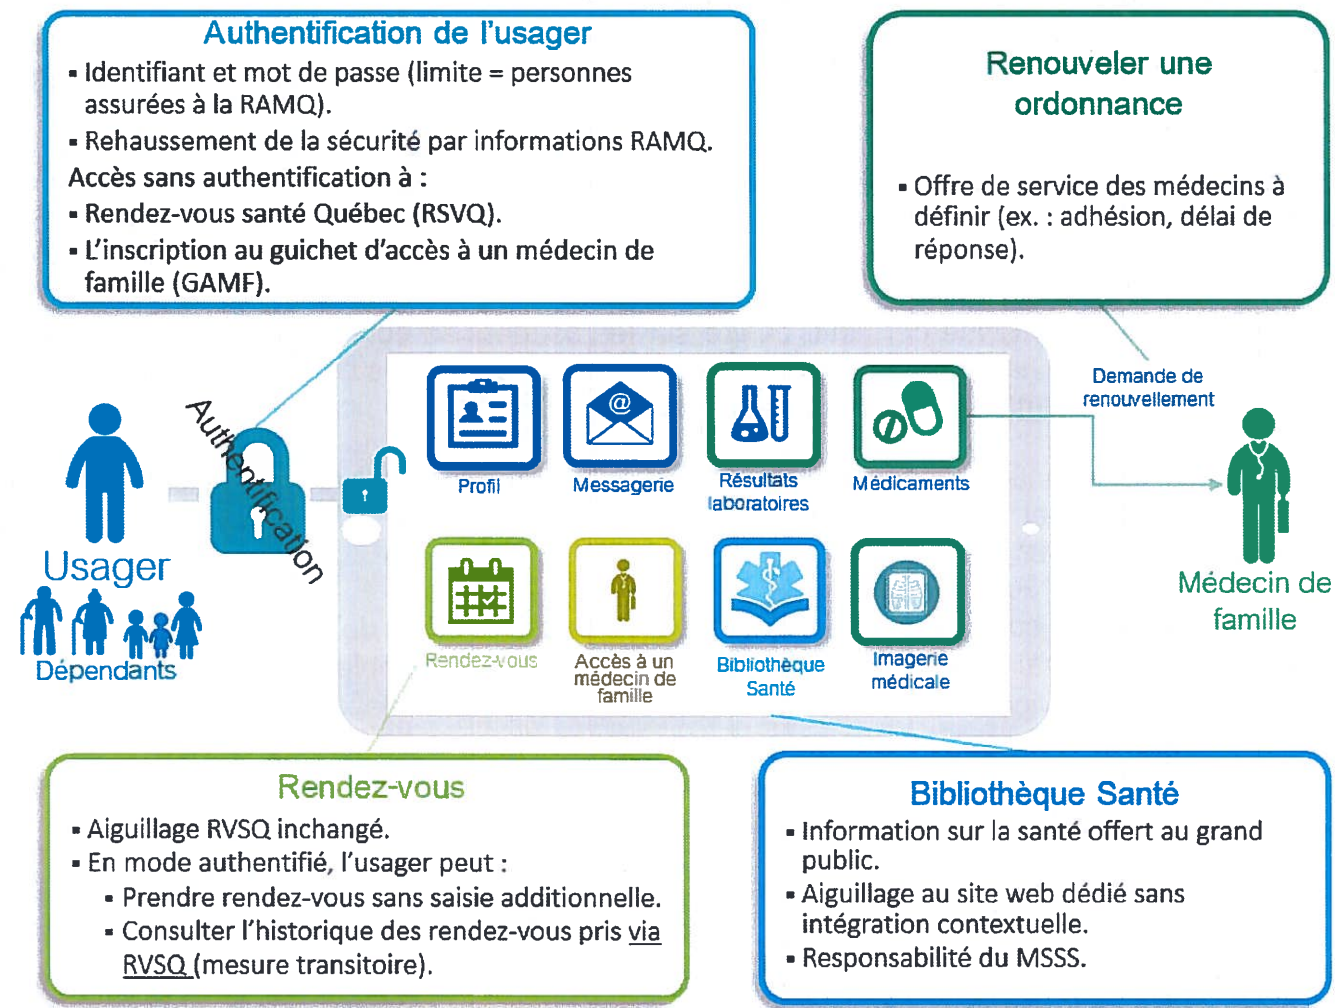 Authentification de l'usager
▪ Identifiant et mot de passe (limite = personnes
assurées à la RAMQ).
▪ Rehaussement de la sécurité par informations RAMQ.
Accès sans authentification à :
▪ Rendez-vous santé Québec (RSVQ).
▪ L'inscription au guichet d'accès à un médecin de
famille (GAMF).
Renouveler une
ordonnance
▪ Offre de service des médecins à
définir (ex. : adhésion, délai de
réponse).
Usager
Dépendants
Authentification
Profil
Messagerie
@
Résultats
laboratoires
Médicaments
Demande de
renouvellement
Médecin de
famille
Rendez-vous
Accès à un
médecin de
famille
Bibliothèque
Santé
Imagerie
médicale
Rendez-vous
▪ Aiguillage RVSQ inchangé.
▪ En mode authentifié, l'usager peut :
▪ Prendre rendez-vous sans saisie additionnelle.
▪ Consulter l'historique des rendez-vous pris via
RVSQ (mesure transitoire).
Bibliothèque Santé
▪ Information sur la santé offert au grand
public.
▪ Aiguillage au site web dédié sans
intégration contextuelle.
▪ Responsabilité du MSSS.